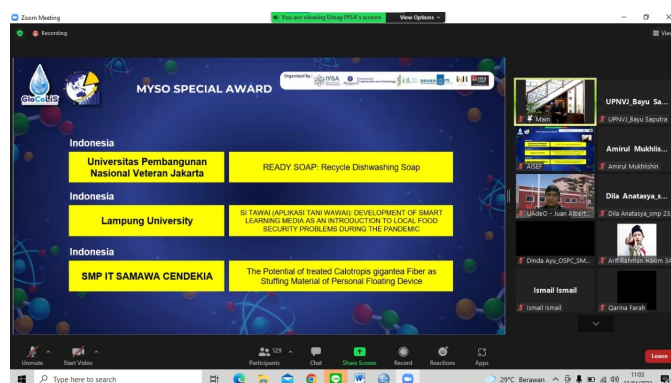 Zoom Meeting
You are viewing Umay IYSA's screen
View Options
Recording
View
GloCoLiS
MYSO SPECIAL AWARD
Organized by :
IYSA
Indonesia
Universitas Pembangunan
Nasional Veteran Jakarta
READY SOAP: Recycle Dishwashing Soap
Indonesia
Lampung University
SI TAWAI (APLIKASI TANI WAWAI): DEVELOPMENT OF SMART
LEARNING MEDIA AS AN INTRODUCTION TO LOCAL FOOD
SECURITY PROBLEMS DURING THE PANDEMIC
Indonesia
SMP IT SAMAWA CENDEKIA
The Potential of treated Calotropis gigantea Fiber as
Stuffing Material of Personal Floating Device
Main
UPNVJ_Bayu Sa...
UPNVJ_Bayu Saputra
AISEF
Amirul Mukhlis...
Amirul Mukhlishin
UAdeO - Juan Albert...
Dila Anatasya_s...
Dila Anatasya_smp 23...
Dinda Ayu_OSPC_SM...
Arif Rahman Hakim 3A
Ismail Ismail
Ismail Ismail
Qarina Farah
Unmute
Start Video
129
Participants
Chat
Share Screen
Record
Reactions
Apps
Leave
Type here to search
29°C Berawan
11:03